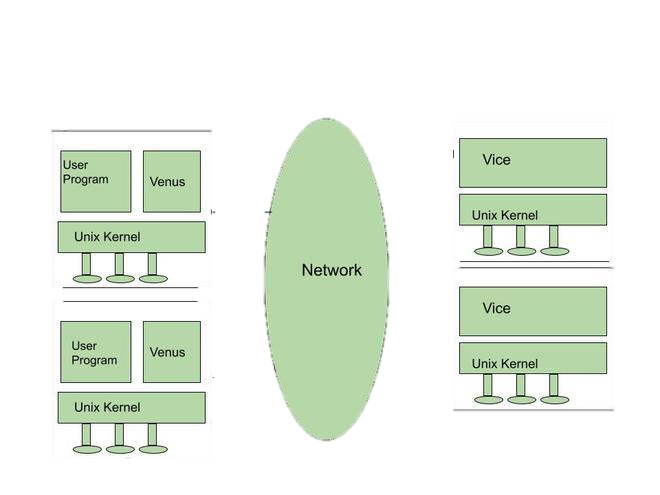 User
Program
Venus
Unix Kernel
User
Program
Venus
Unix Kernel
Network
Vice
Unix Kernel
Vice
Unix Kernel